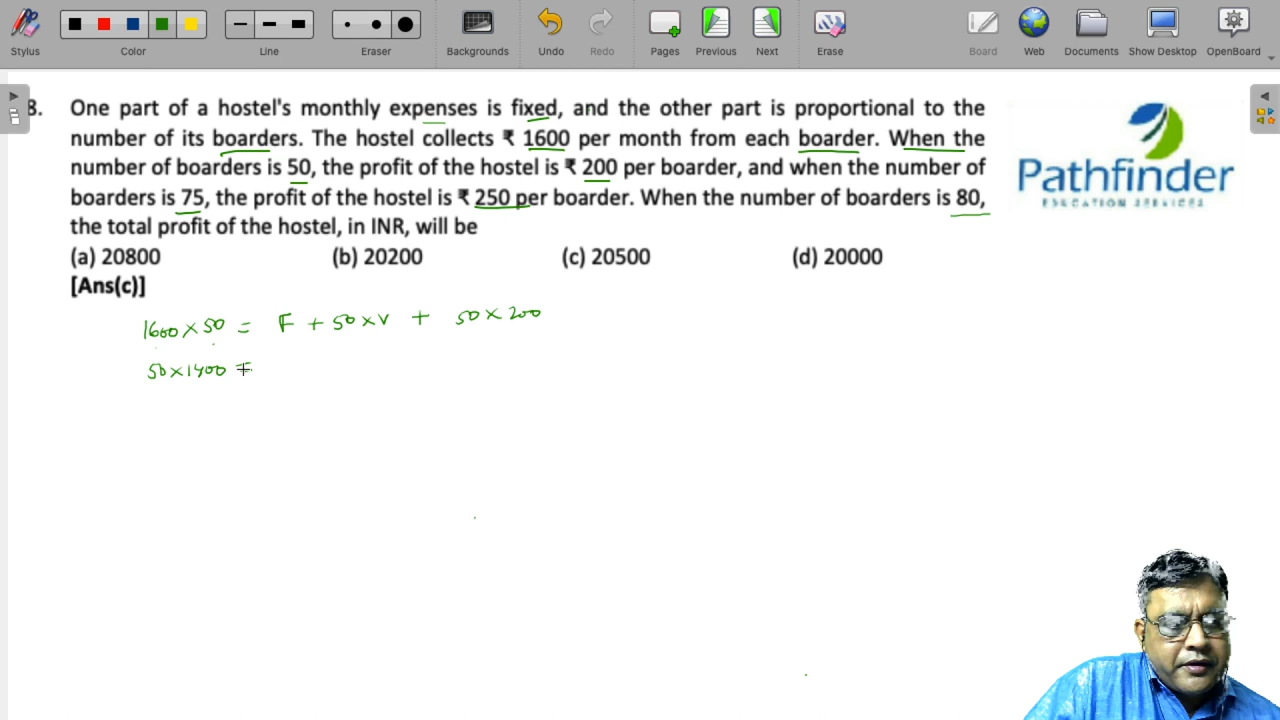 Stylus Color Line Eraser Backgrounds Undo Redo Pages Previous Next Erase Board Web Documents Show Desktop OpenBoard
8. One part of a hostel's monthly expenses is fixed, and the other part is proportional to the
number of its boarders. The hostel collects ₹ 1600 per month from each boarder. When the
number of boarders is 50, the profit of the hostel is ₹ 200 per boarder, and when the number of
boarders is 75, the profit of the hostel is ₹ 250 per boarder. When the number of boarders is 80,
the total profit of the hostel, in INR, will be
(a) 20800 (b) 20200 (c) 20500 (d) 20000
[Ans(c)]
Pathfinder
EDUCATION SERVICES
1600 × 50 = F + 50 × V + 50 × 200
50 × 1400 =